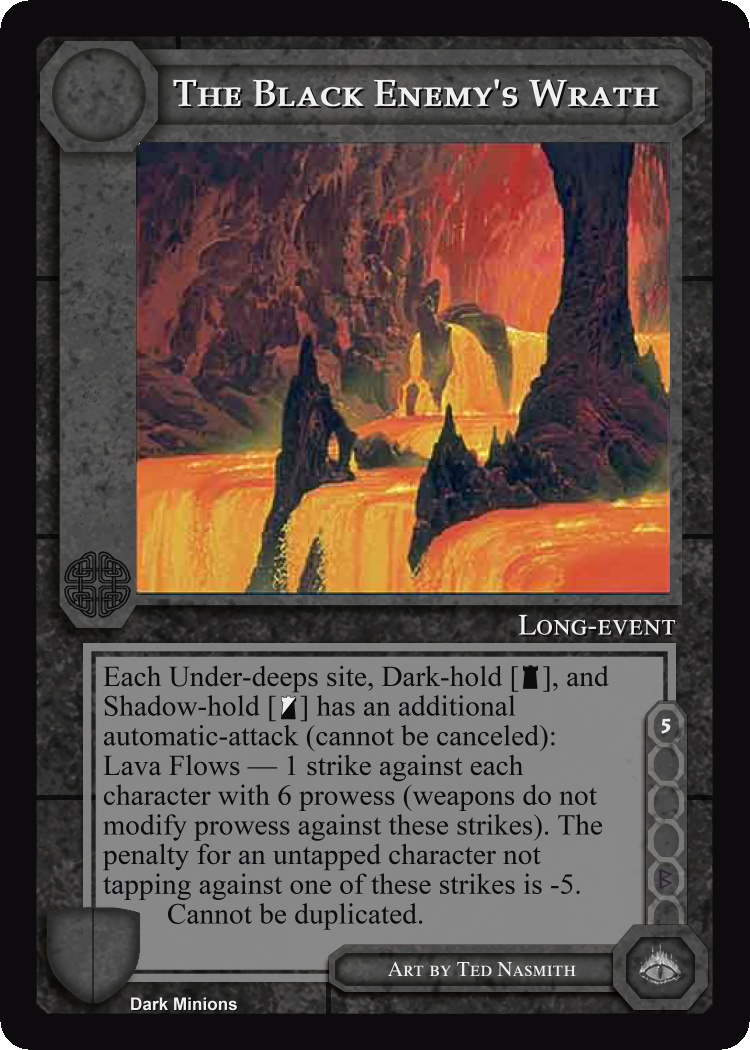 The Black Enemy's Wrath
Long-event
Each Under-deeps site, Dark-hold [ ], and
Shadow-hold [ ] has an additional
automatic-attack (cannot be canceled):
Lava Flows — 1 strike against each
character with 6 prowess (weapons do not
modify prowess against these strikes). The
penalty for an untapped character not
tapping against one of these strikes is -5.
Cannot be duplicated.
5
B
Art by Ted Nasmith
Dark Minions